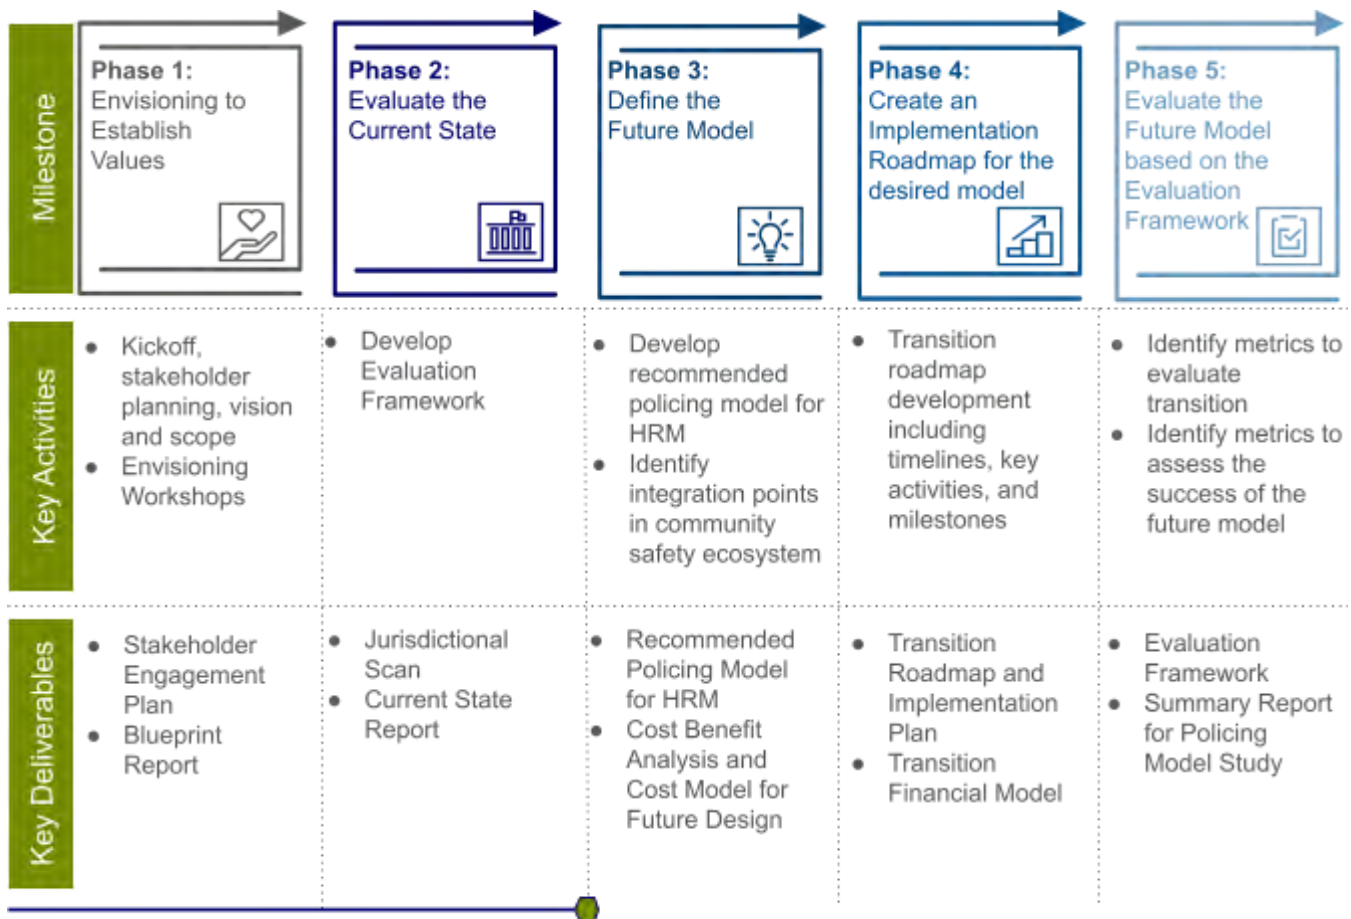 Milestone
Phase 1:
Envisioning to
Establish
Values
Phase 2:
Evaluate the
Current State
Phase 3:
Define the
Future Model
Phase 4:
Create an
Implementation
Roadmap for the
desired model
Phase 5:
Evaluate the
Future Model
based on the
Evaluation
Framework
Key Activities
● Kickoff,
stakeholder
planning, vision
and scope
● Envisioning
Workshops
● Develop
Evaluation
Framework
● Develop
recommended
policing model for
HRM
● Identify
integration points
in community
safety ecosystem
● Transition
roadmap
development
including
timelines, key
activities, and
milestones
● Identify metrics to
evaluate
transition
● Identify metrics to
assess the
success of the
future model
Key Deliverables
● Stakeholder
Engagement
Plan
● Blueprint
Report
● Jurisdictional
Scan
● Current State
Report
● Recommended
Policing Model
for HRM
● Cost Benefit
Analysis and
Cost Model for
Future Design
● Transition
Roadmap and
Implementation
Plan
● Transition
Financial Model
● Evaluation
Framework
● Summary Report
for Policing
Model Study